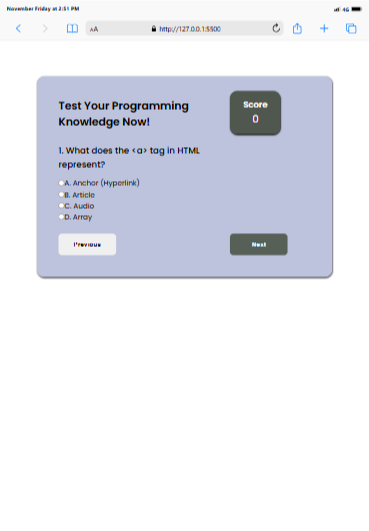 November Friday at 2:51 PM
4G
AA
http://127.0.0.1:5500
Test Your Programming
Knowledge Now!
Score
0
1. What does the <a> tag in HTML
represent?
A. Anchor (Hyperlink)
B. Article
C. Audio
D. Array
Previous
Next